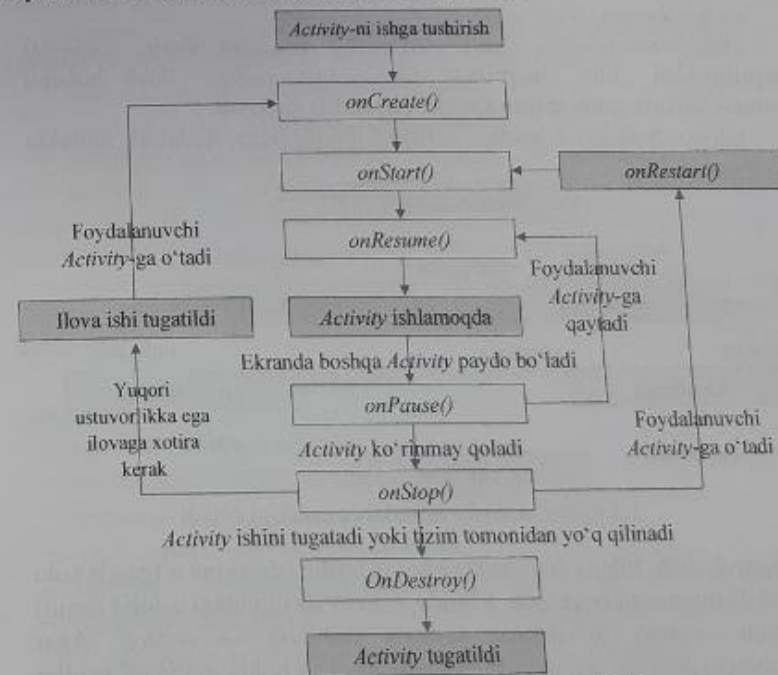 Activity-ni ishga tushirish
onCreate()
onStart()
onRestart()
onResume()
Foydalanuvchi
Activity-ga o‘tadi
Foydalanuvchi
Activity-ga
qaytadi
Ilova ishi tugatildi
Activity ishlamoqda
Ekranda boshqa Activity paydo bo‘ladi
Yuqori
ustuvorlikka ega
ilovaga xotira
kerak
onPause()
Foydalanuvchi
Activity-ga o‘tadi
Activity ko‘rinmay qoladi
onStop()
Activity ishini tugatadi yoki tizim tomonidan yo‘q qilinadi
OnDestroy()
Activity tugatildi